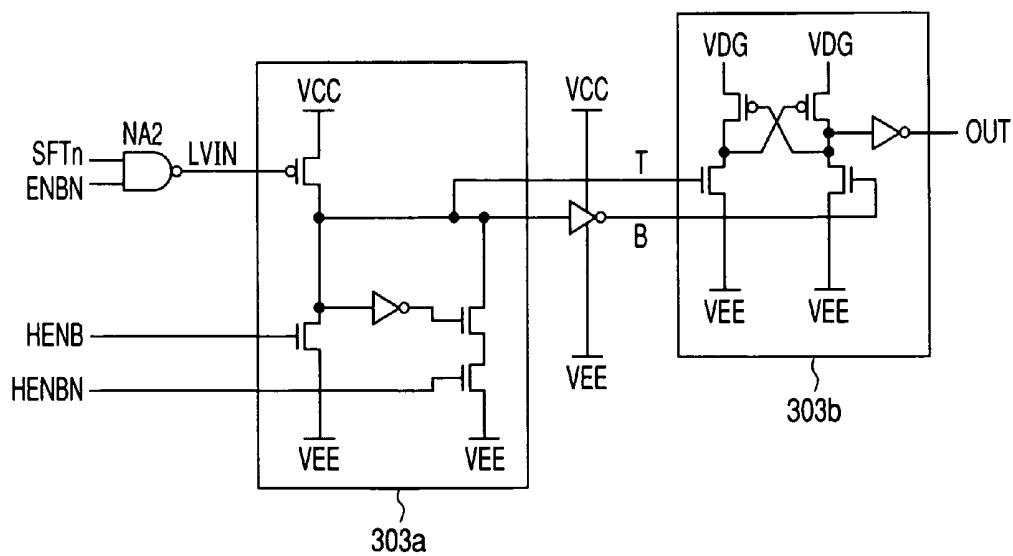 VDG VDG
VCC VCC
NA2
SFTn LVIN
ENBN
OUT
T
B
HENB
HENBN
VEE VEE
VEE
VEE VEE
303b
303a